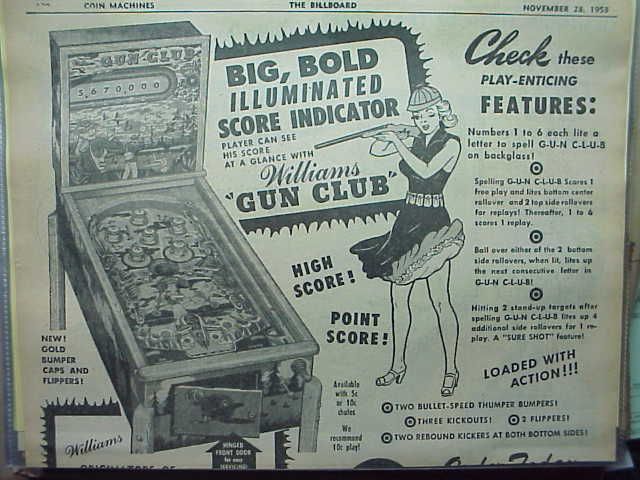 COIN MACHINES
THE BILLBOARD
NOVEMBER 28, 1953
GUN CLUB
5,670,000
BIG, BOLD
ILLUMINATED
SCORE INDICATOR
PLAYER CAN SEE
HIS SCORE
AT A GLANCE WITH
Williams
"GUN CLUB"
HIGH
SCORE!
POINT
SCORE!
NEW!
GOLD
BUMPER
CAPS AND
FLIPPERS!
Available
with 5c
or 10c
chutes
We
recommend
10c play!
Check these
PLAY-ENTICING
FEATURES:
Numbers 1 to 6 each lite a
letter to spell G-U-N C-L-U-B
on backglass!
Spelling G-U-N C-L-U-B Scores 1
free play and lites bottom center
rollover and 2 top side rollovers
for replays! Thereafter, 1 to 6
scores 1 replay.
Ball over either of the 2 bottom
side rollovers, when lit, lites up
the next consecutive letter in
G-U-N C-L-U-B!
Hitting 2 stand-up targets after
spelling G-U-N C-L-U-B lites up 4
additional side rollovers for 1 re-
play. A "SURE SHOT" feature!
LOADED WITH
ACTION!!!
TWO BULLET-SPEED THUMPER BUMPERS!
THREE KICKOUTS! 2 FLIPPERS!
TWO REBOUND KICKERS AT BOTH BOTTOM SIDES!
Williams
ORIGINATORS OF
HINGED
FRONT DOOR
for easy
SERVICING!
Order Today